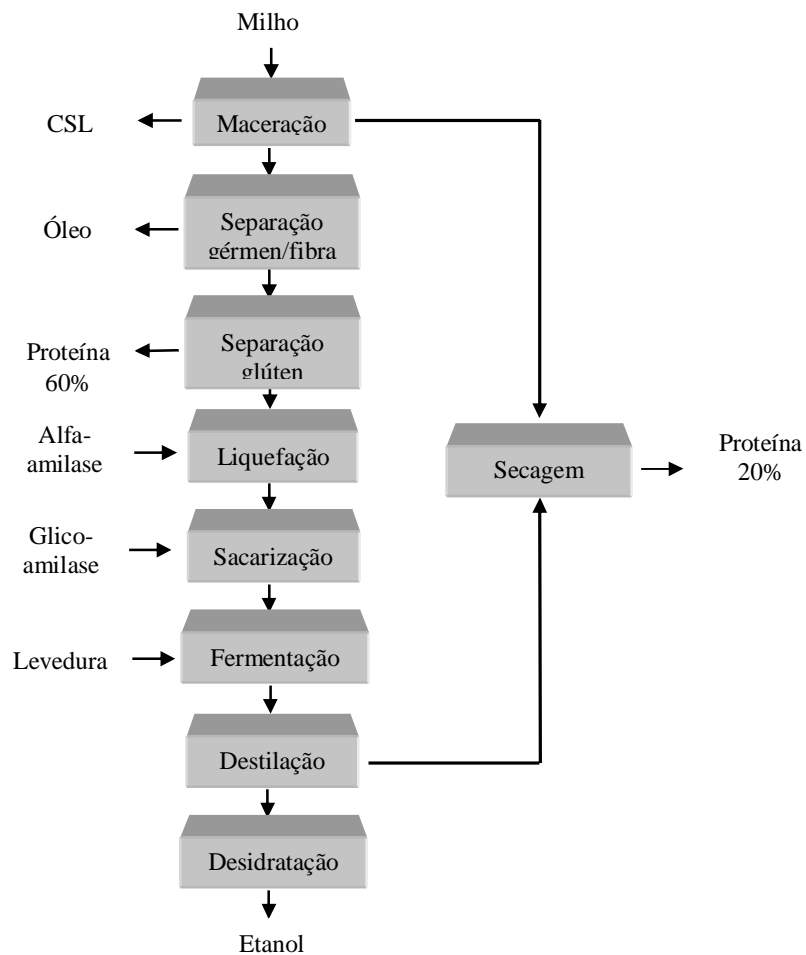 Milho
CSL
Maceração
Óleo
Separação
gérmen/fibra
Proteína
60%
Separação
glúten
Alfa-
amilase
Liquefação
Secagem
Proteína
20%
Glico-
amilase
Sacarização
Levedura
Fermentação
Destilação
Desidratação
Etanol